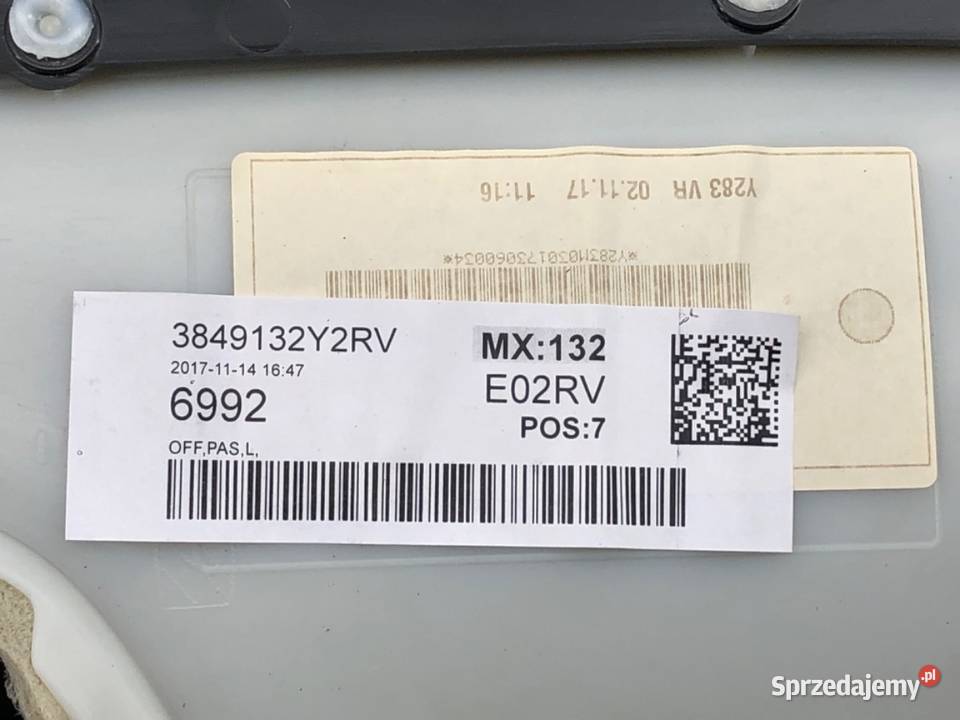 Y283 VR 02.11.17 11:16
*Y283M030173060034*
3849132Y2RV
2017-11-14 16:47
6992
OFF,PAS,L,
MX:132
E02RV
POS:7
Sprzedajemy.pl